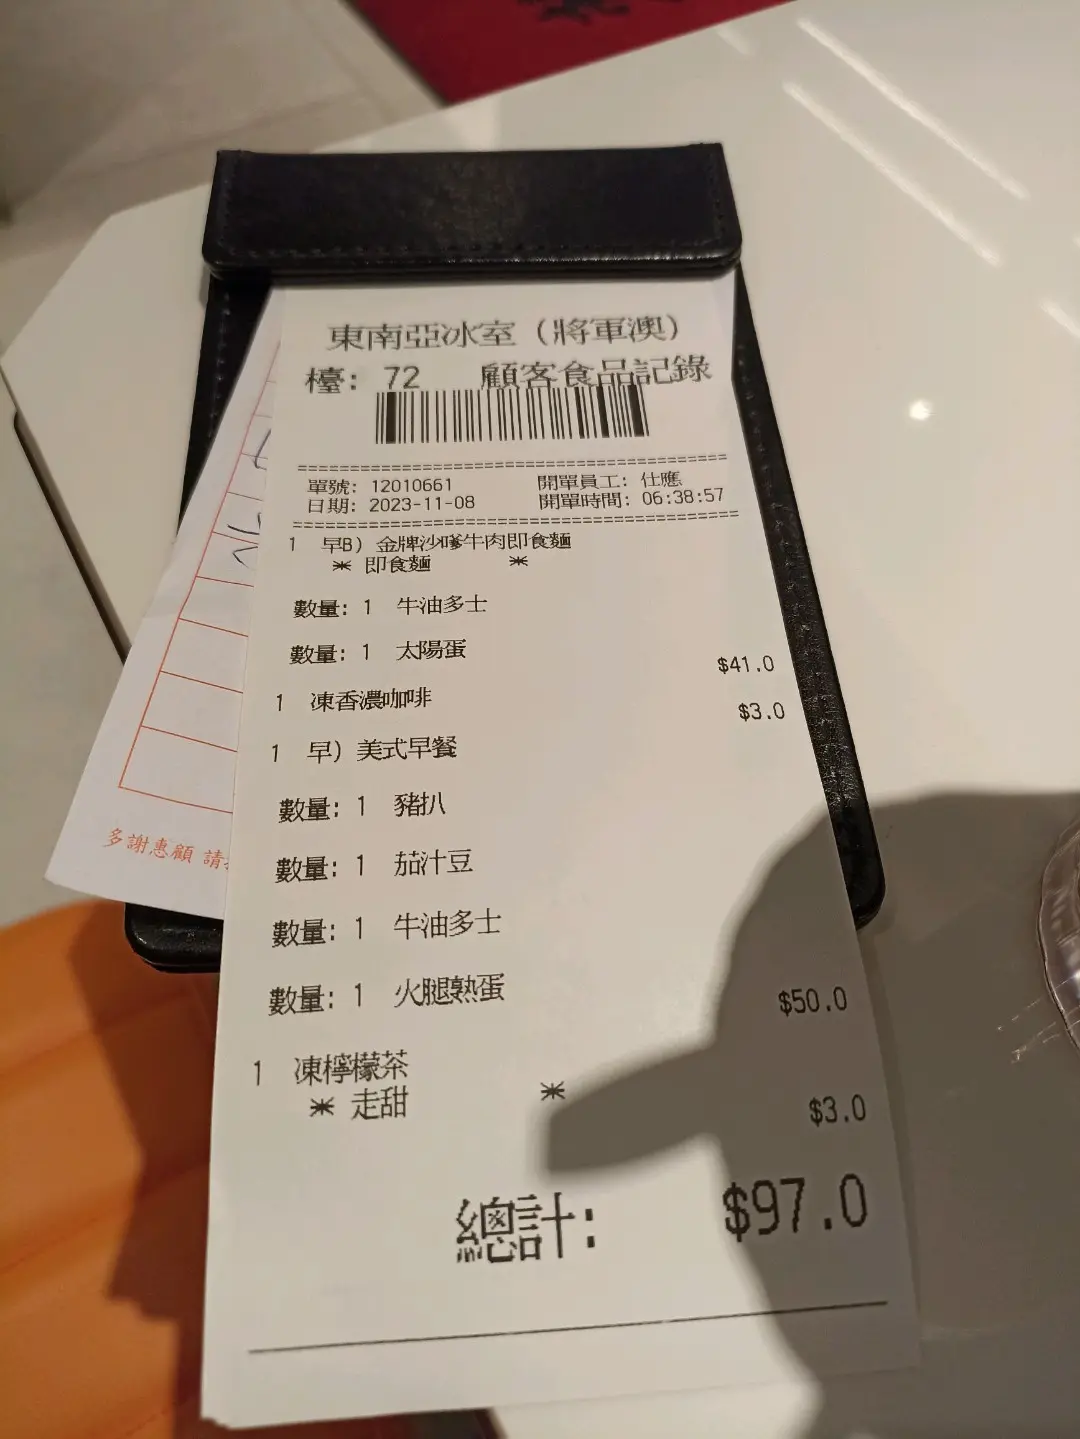 東南亞冰室（將軍澳）
檯: 72 顧客食品記錄
單號: 12010661 開單員工: 仕應
日期: 2023-11-08 開單時間: 06:38:57
1 早B) 金牌沙嗲牛肉即食麵
* 即食麵 *
數量: 1 牛油多士
數量: 1 太陽蛋
$41.0
1 凍香濃咖啡 $3.0
1 早) 美式早餐
數量: 1 豬扒
數量: 1 茄汁豆
數量: 1 牛油多士
數量: 1 火腿熟蛋
$50.0
1 凍檸檬茶
* 走甜 *
$3.0
總計: $97.0
多謝惠顧 請